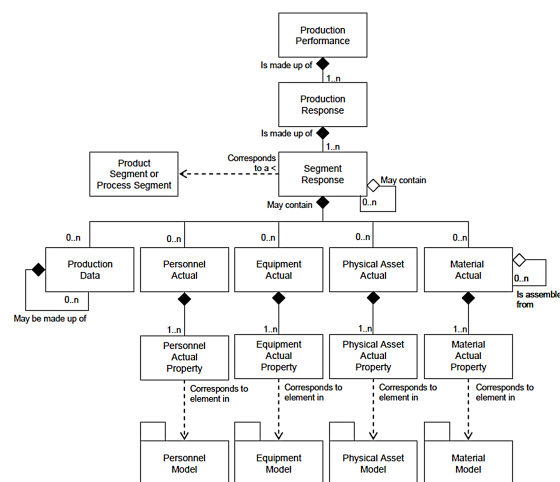 Production
Performance
Is made up of
1..n
Production
Response
Is made up of
1..n
Corresponds
to a <
Product
Segment or
Process Segment
Segment
Response
May contain
0..n
May contain
0..n
0..n
0..n
0..n
0..n
Production
Data
Personnel
Actual
Equipment
Actual
Physical Asset
Actual
Material
Actual
0..n
0..n
May be made up of
Is assemble
from
1..n
1..n
1..n
1..n
Personnel
Actual
Property
Equipment
Actual
Property
Physical Asset
Actual
Property
Material
Actual
Property
Corresponds to
element in
Corresponds to
element in
Corresponds to
element in
Corresponds to
element in
Personnel
Model
Equipment
Model
Physical Asset
Model
Material
Model